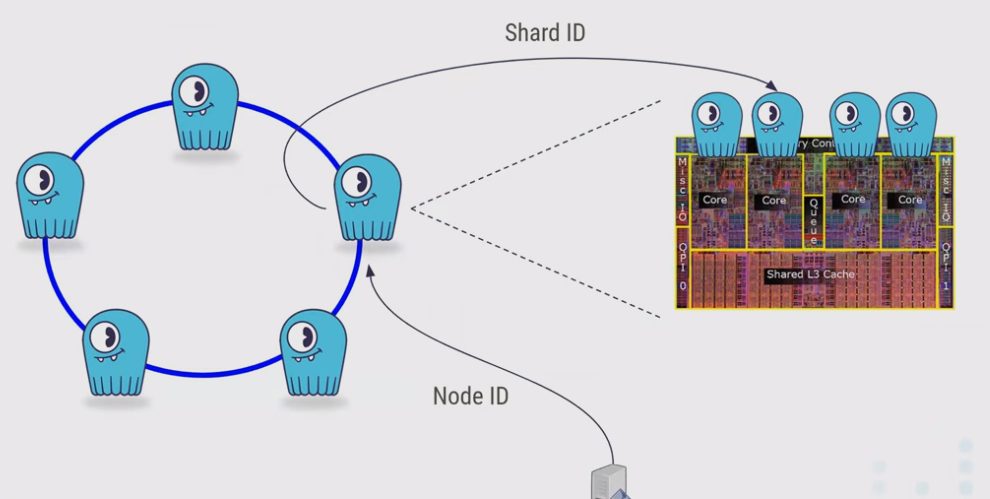 Shard ID
ry Cont
Misc IO
Core
Core
Queue
Core
Core
Misc IO
QPI 0
Shared L3 Cache
QPI 1
Node ID